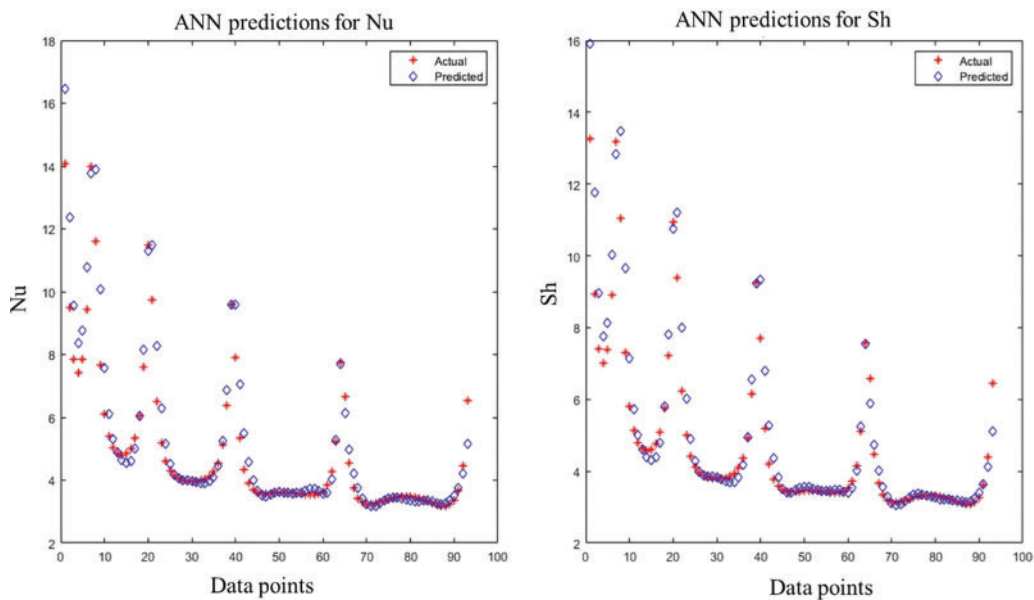 ANN predictions for Nu
18
16
14
12
10
8
6
4
2
Nu
Actual
Predicted
0 10 20 30 40 50 60 70 80 90 100
Data points
ANN predictions for Sh
16
14
12
10
8
6
4
2
Sh
Actual
Predicted
0 10 20 30 40 50 60 70 80 90 100
Data points